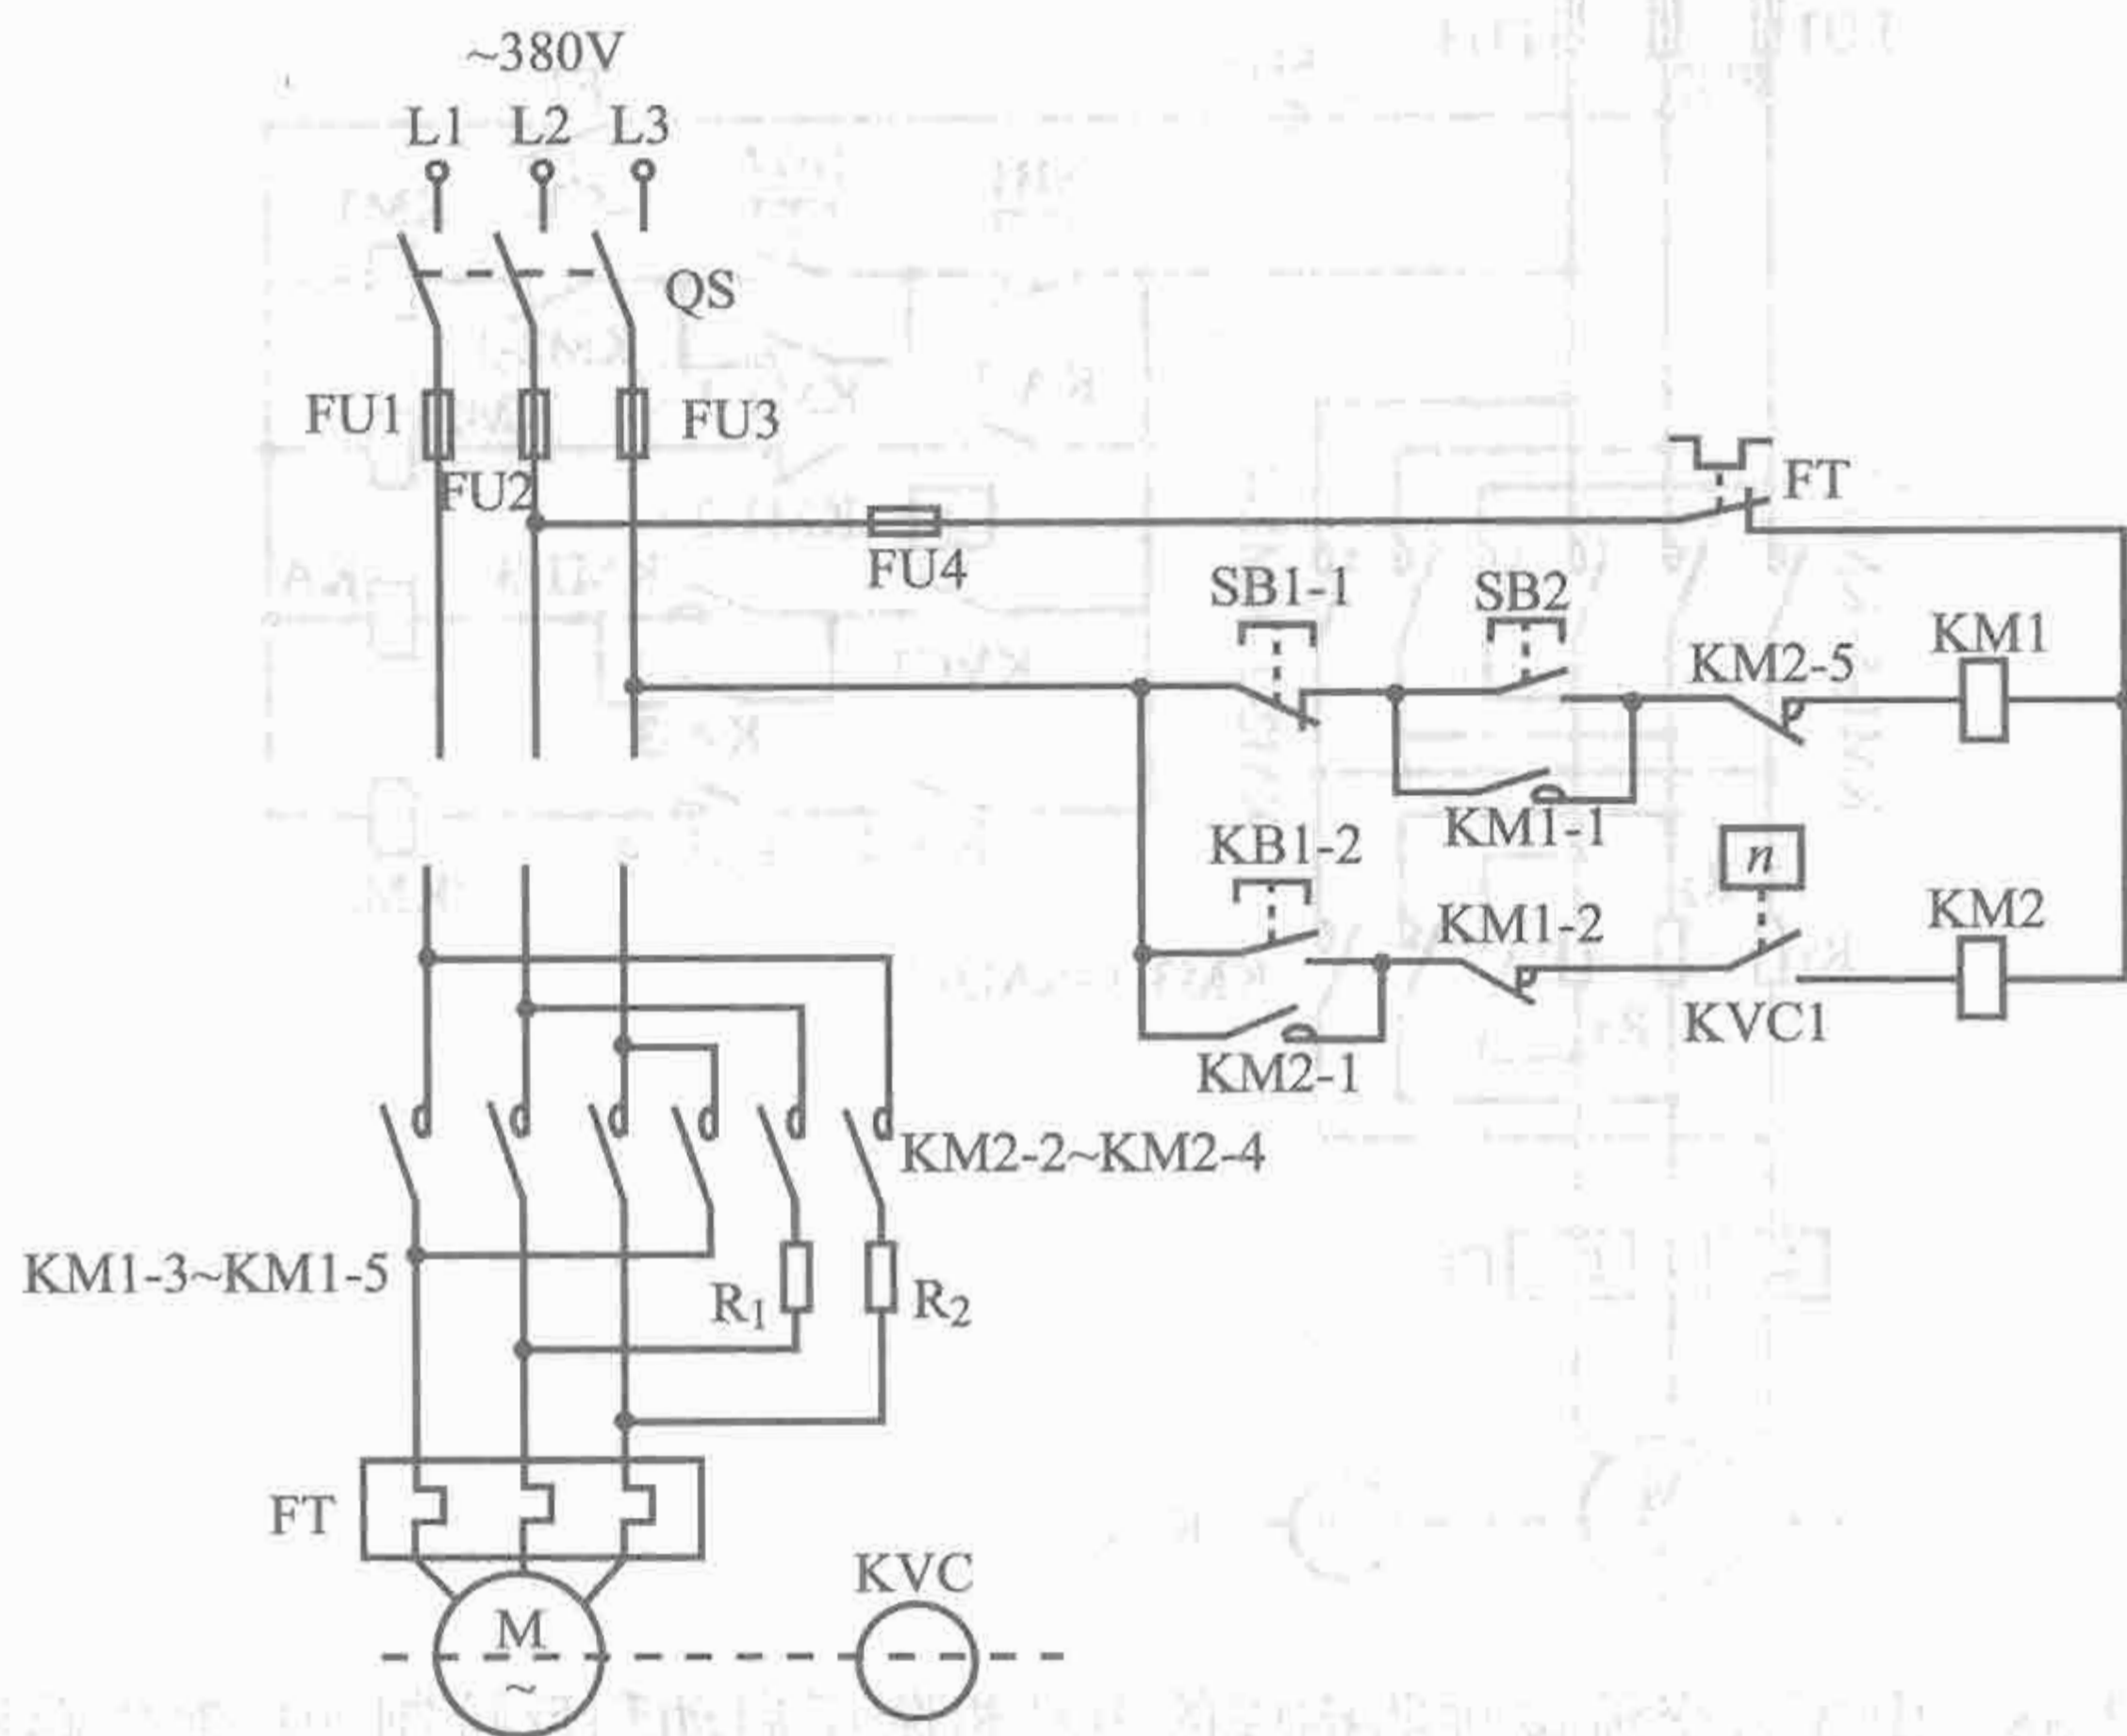 ~380V
L1 L2 L3
QS
FU1
FU2
FU3
FU4
FT
SB1-1
SB2
KM2-5
KM1
KM1-1
KB1-2
n
KM1-2
KM2
KVC1
KM2-1
KM2-2~KM2-4
KM1-3~KM1-5
R1
R2
FT
KVC
M
~